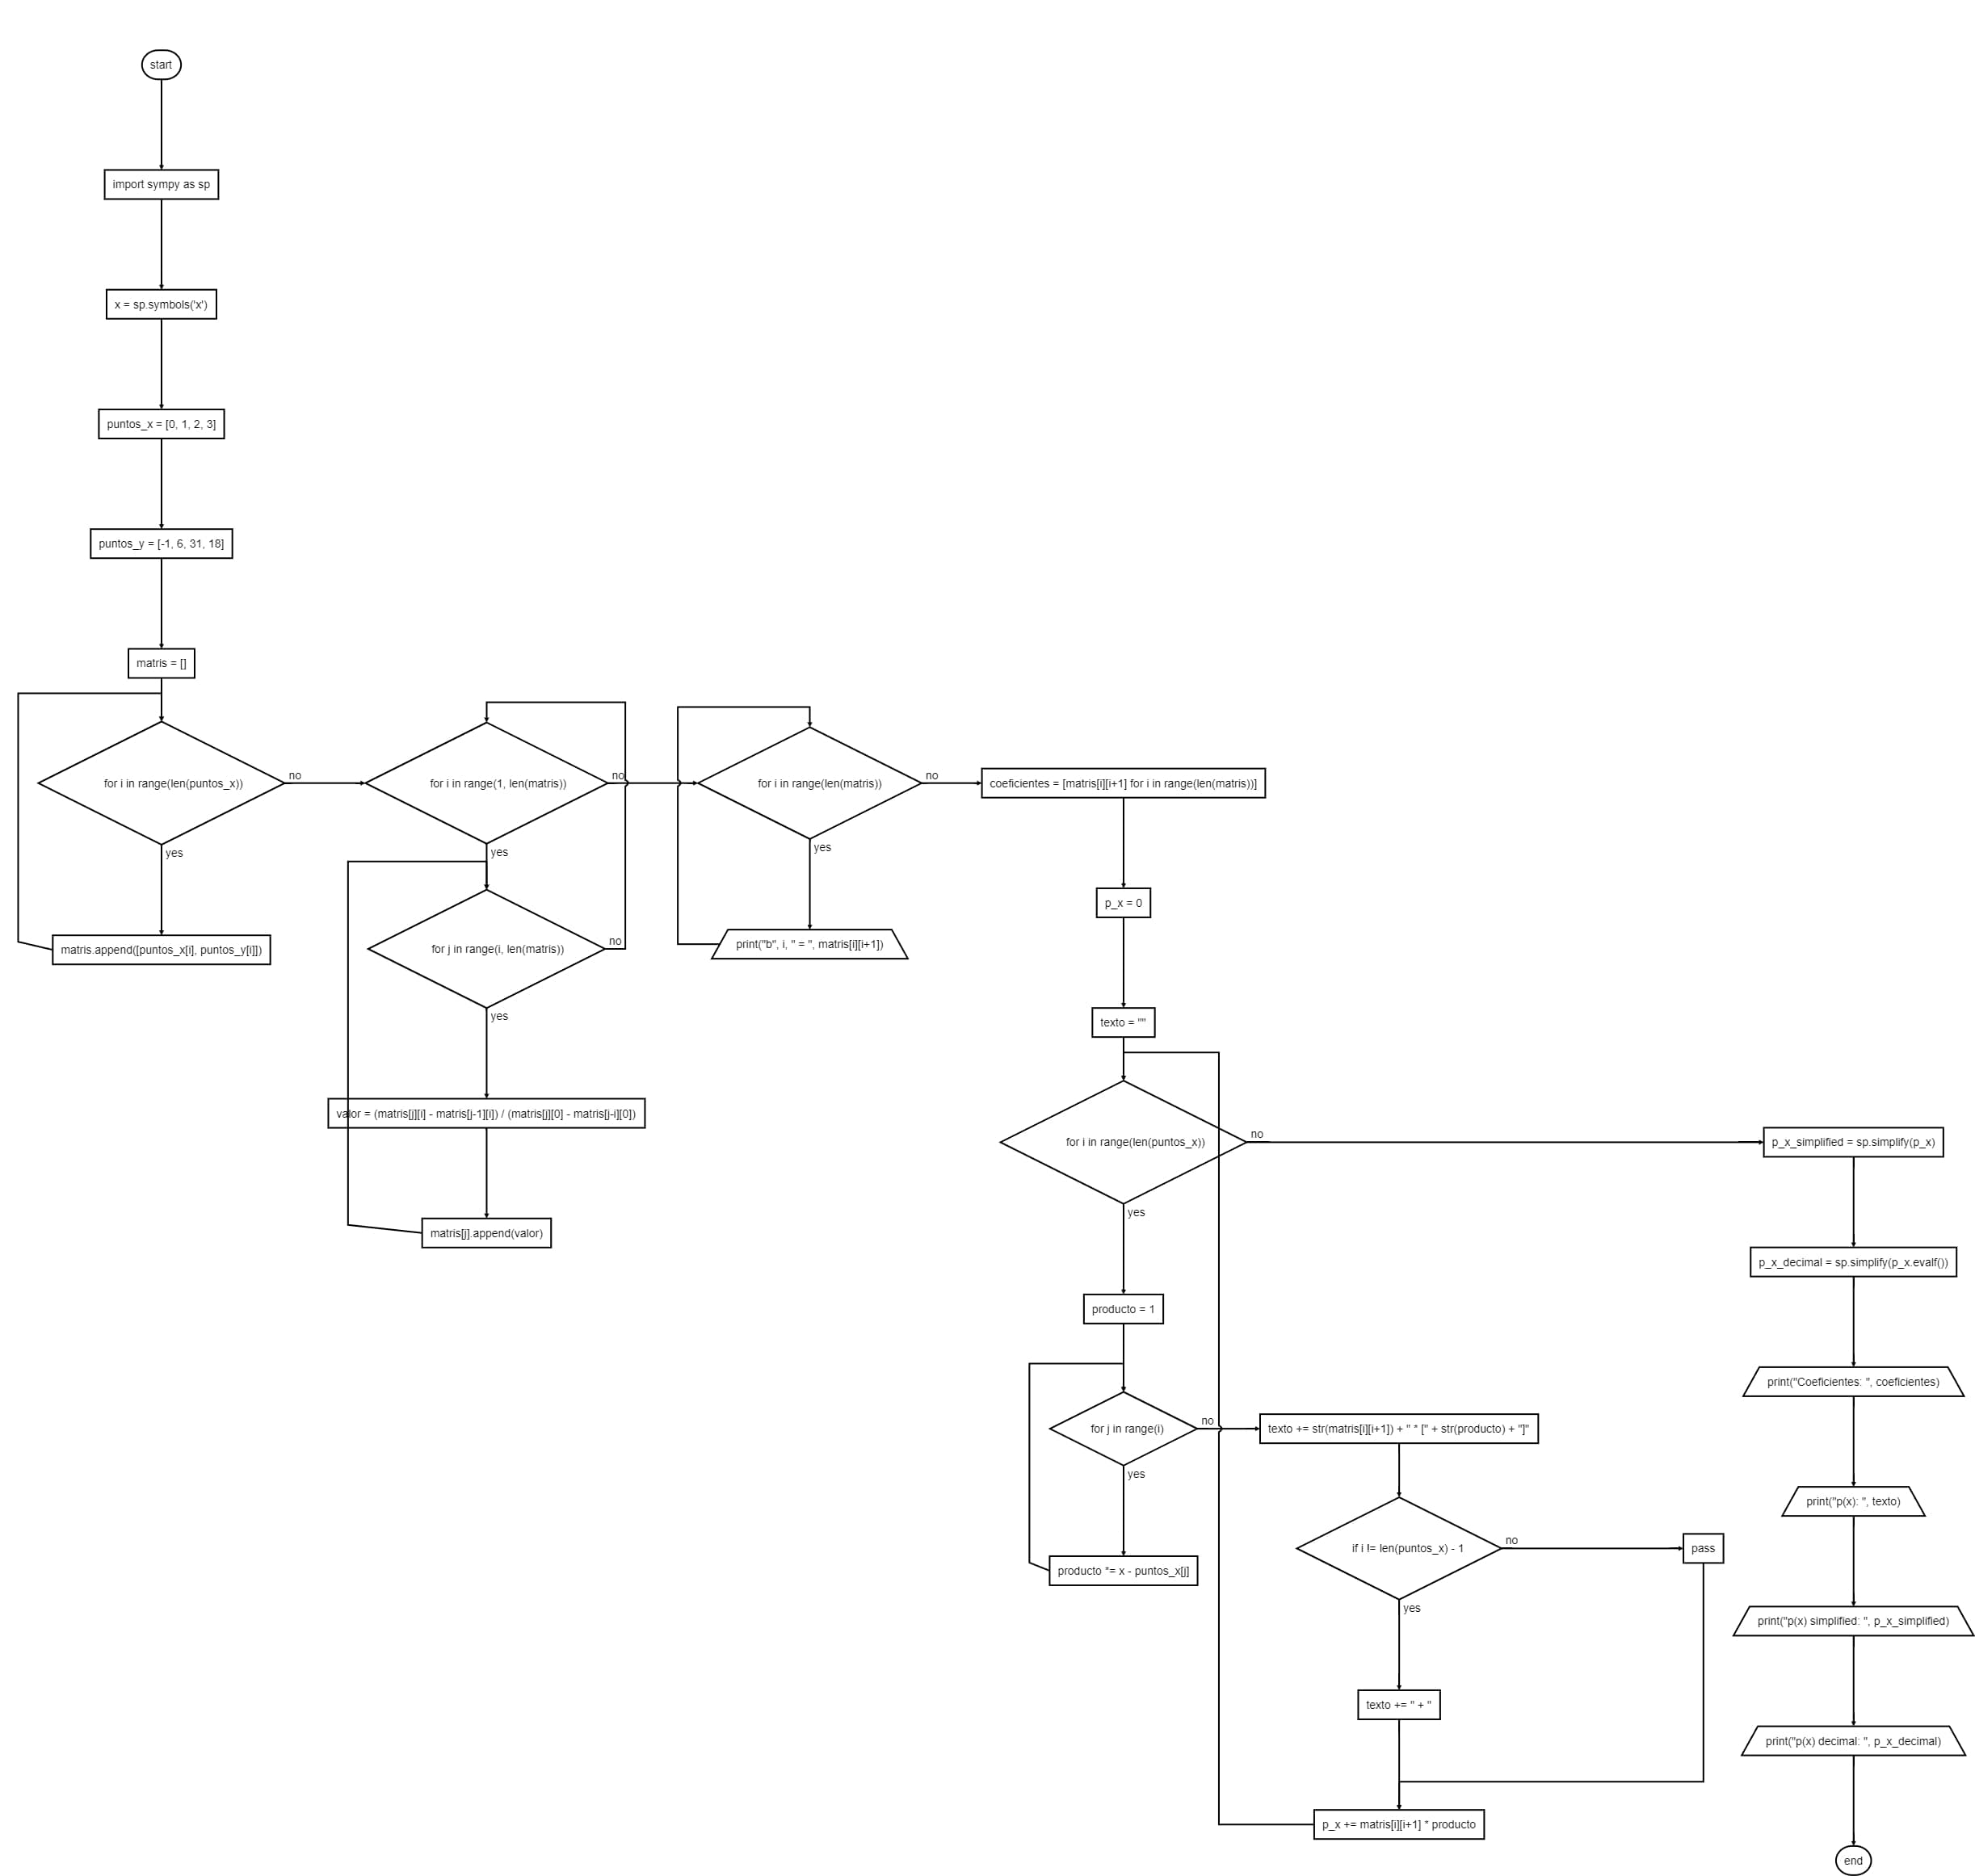 start
import sympy as sp
x = sp.symbols('x')
puntos_x = [0, 1, 2, 3]
puntos_y = [-1, 6, 31, 18]
matris = []
for i in range(len(puntos_x))
no
yes
matris.append([puntos_x[i], puntos_y[i]])
for i in range(1, len(matris))
no
yes
for j in range(i, len(matris))
no
yes
valor = (matris[j][i] - matris[j-1][i]) / (matris[j][0] - matris[j-i][0])
matris[j].append(valor)
for i in range(len(matris))
no
yes
print("b", i, " = ", matris[i][i+1])
coeficientes = [matris[i][i+1] for i in range(len(matris))]
p_x = 0
texto = ""
for i in range(len(puntos_x))
no
yes
producto = 1
for j in range(i)
no
yes
producto *= x - puntos_x[j]
texto += str(matris[i][i+1]) + " * [" + str(producto) + "]"
if i != len(puntos_x) - 1
no
pass
yes
texto += " + "
p_x += matris[i][i+1] * producto
p_x_simplified = sp.simplify(p_x)
p_x_decimal = sp.simplify(p_x.evalf())
print("Coeficientes: ", coeficientes)
print("p(x): ", texto)
print("p(x) simplified: ", p_x_simplified)
print("p(x) decimal: ", p_x_decimal)
end